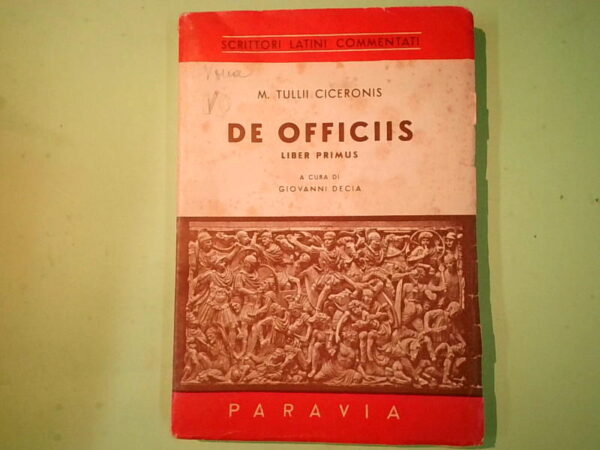 SCRITTORI LATINI COMMENTATI
M. TULLII CICERONIS
DE OFFICIIS
LIBER PRIMUS
A CURA DI
GIOVANNI DECIA
PARAVIA